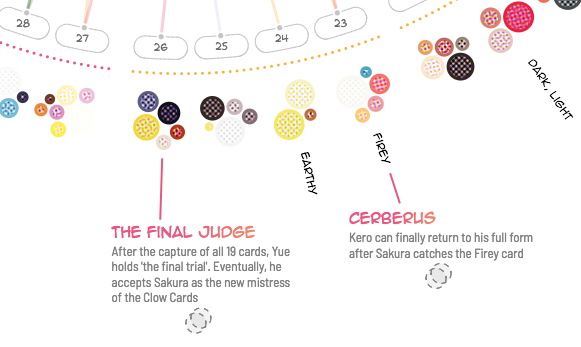 28
27
26
25
24
23
DARK, LIGHT
FIREY
EARTHY
THE FINAL JUDGE
After the capture of all 19 cards, Yue
holds 'the final trial'. Eventually, he
accepts Sakura as the new mistress
of the Clow Cards
CERBERUS
Kero can finally return to his full form
after Sakura catches the Firey card